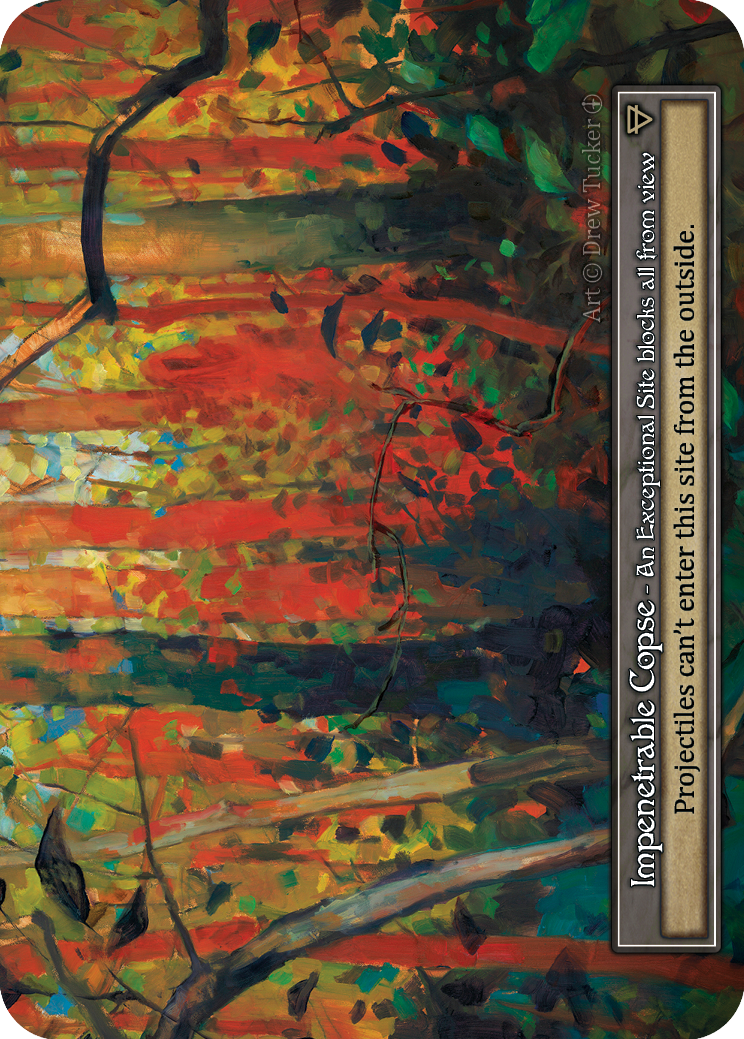 Art © Drew Tucker
Impenetrable Copse - An Exceptional Site blocks all from view
Projectiles can't enter this site from the outside.